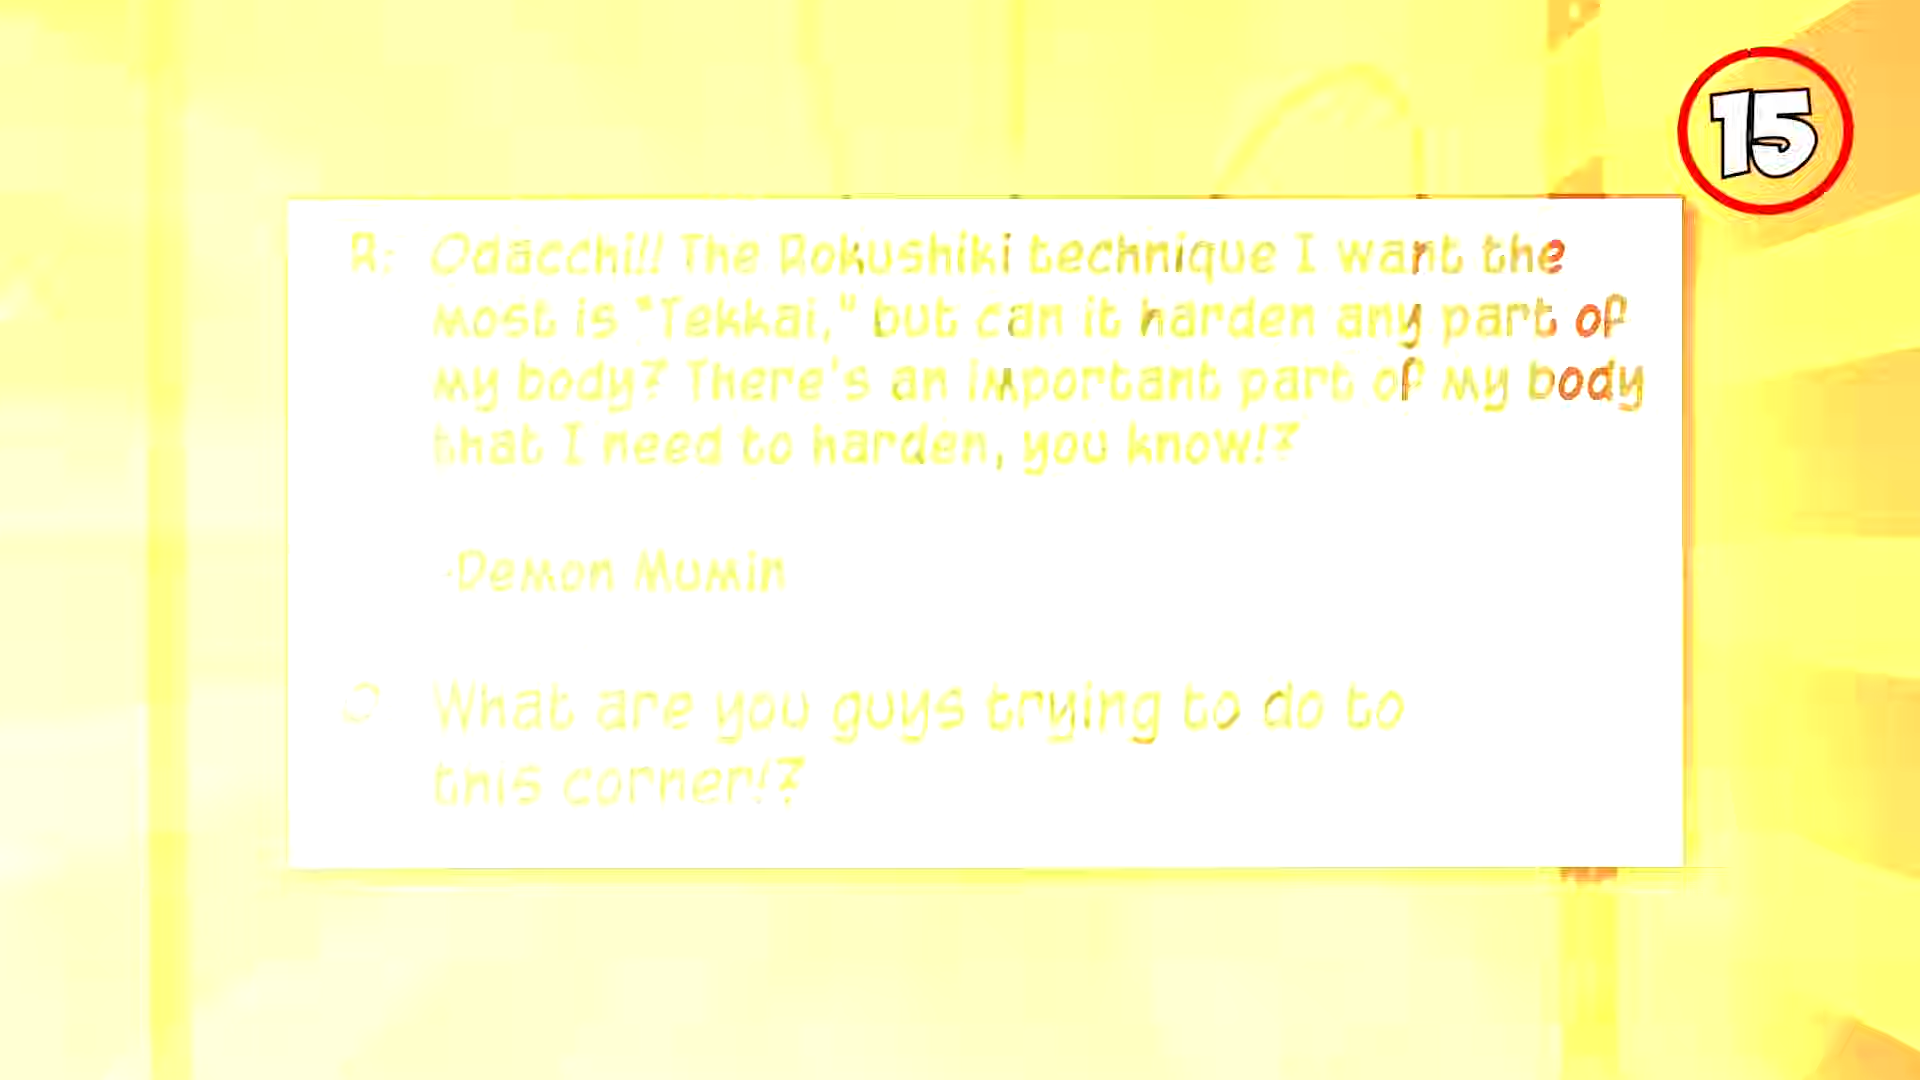 15
R: Odacchi!! The Rokushiki technique I want the
most is "Tekkai," but can it harden any part of
my body? There's an important part of my body
that I need to harden, you know!?
-Demon Mumin
O What are you guys trying to do to
this corner!?